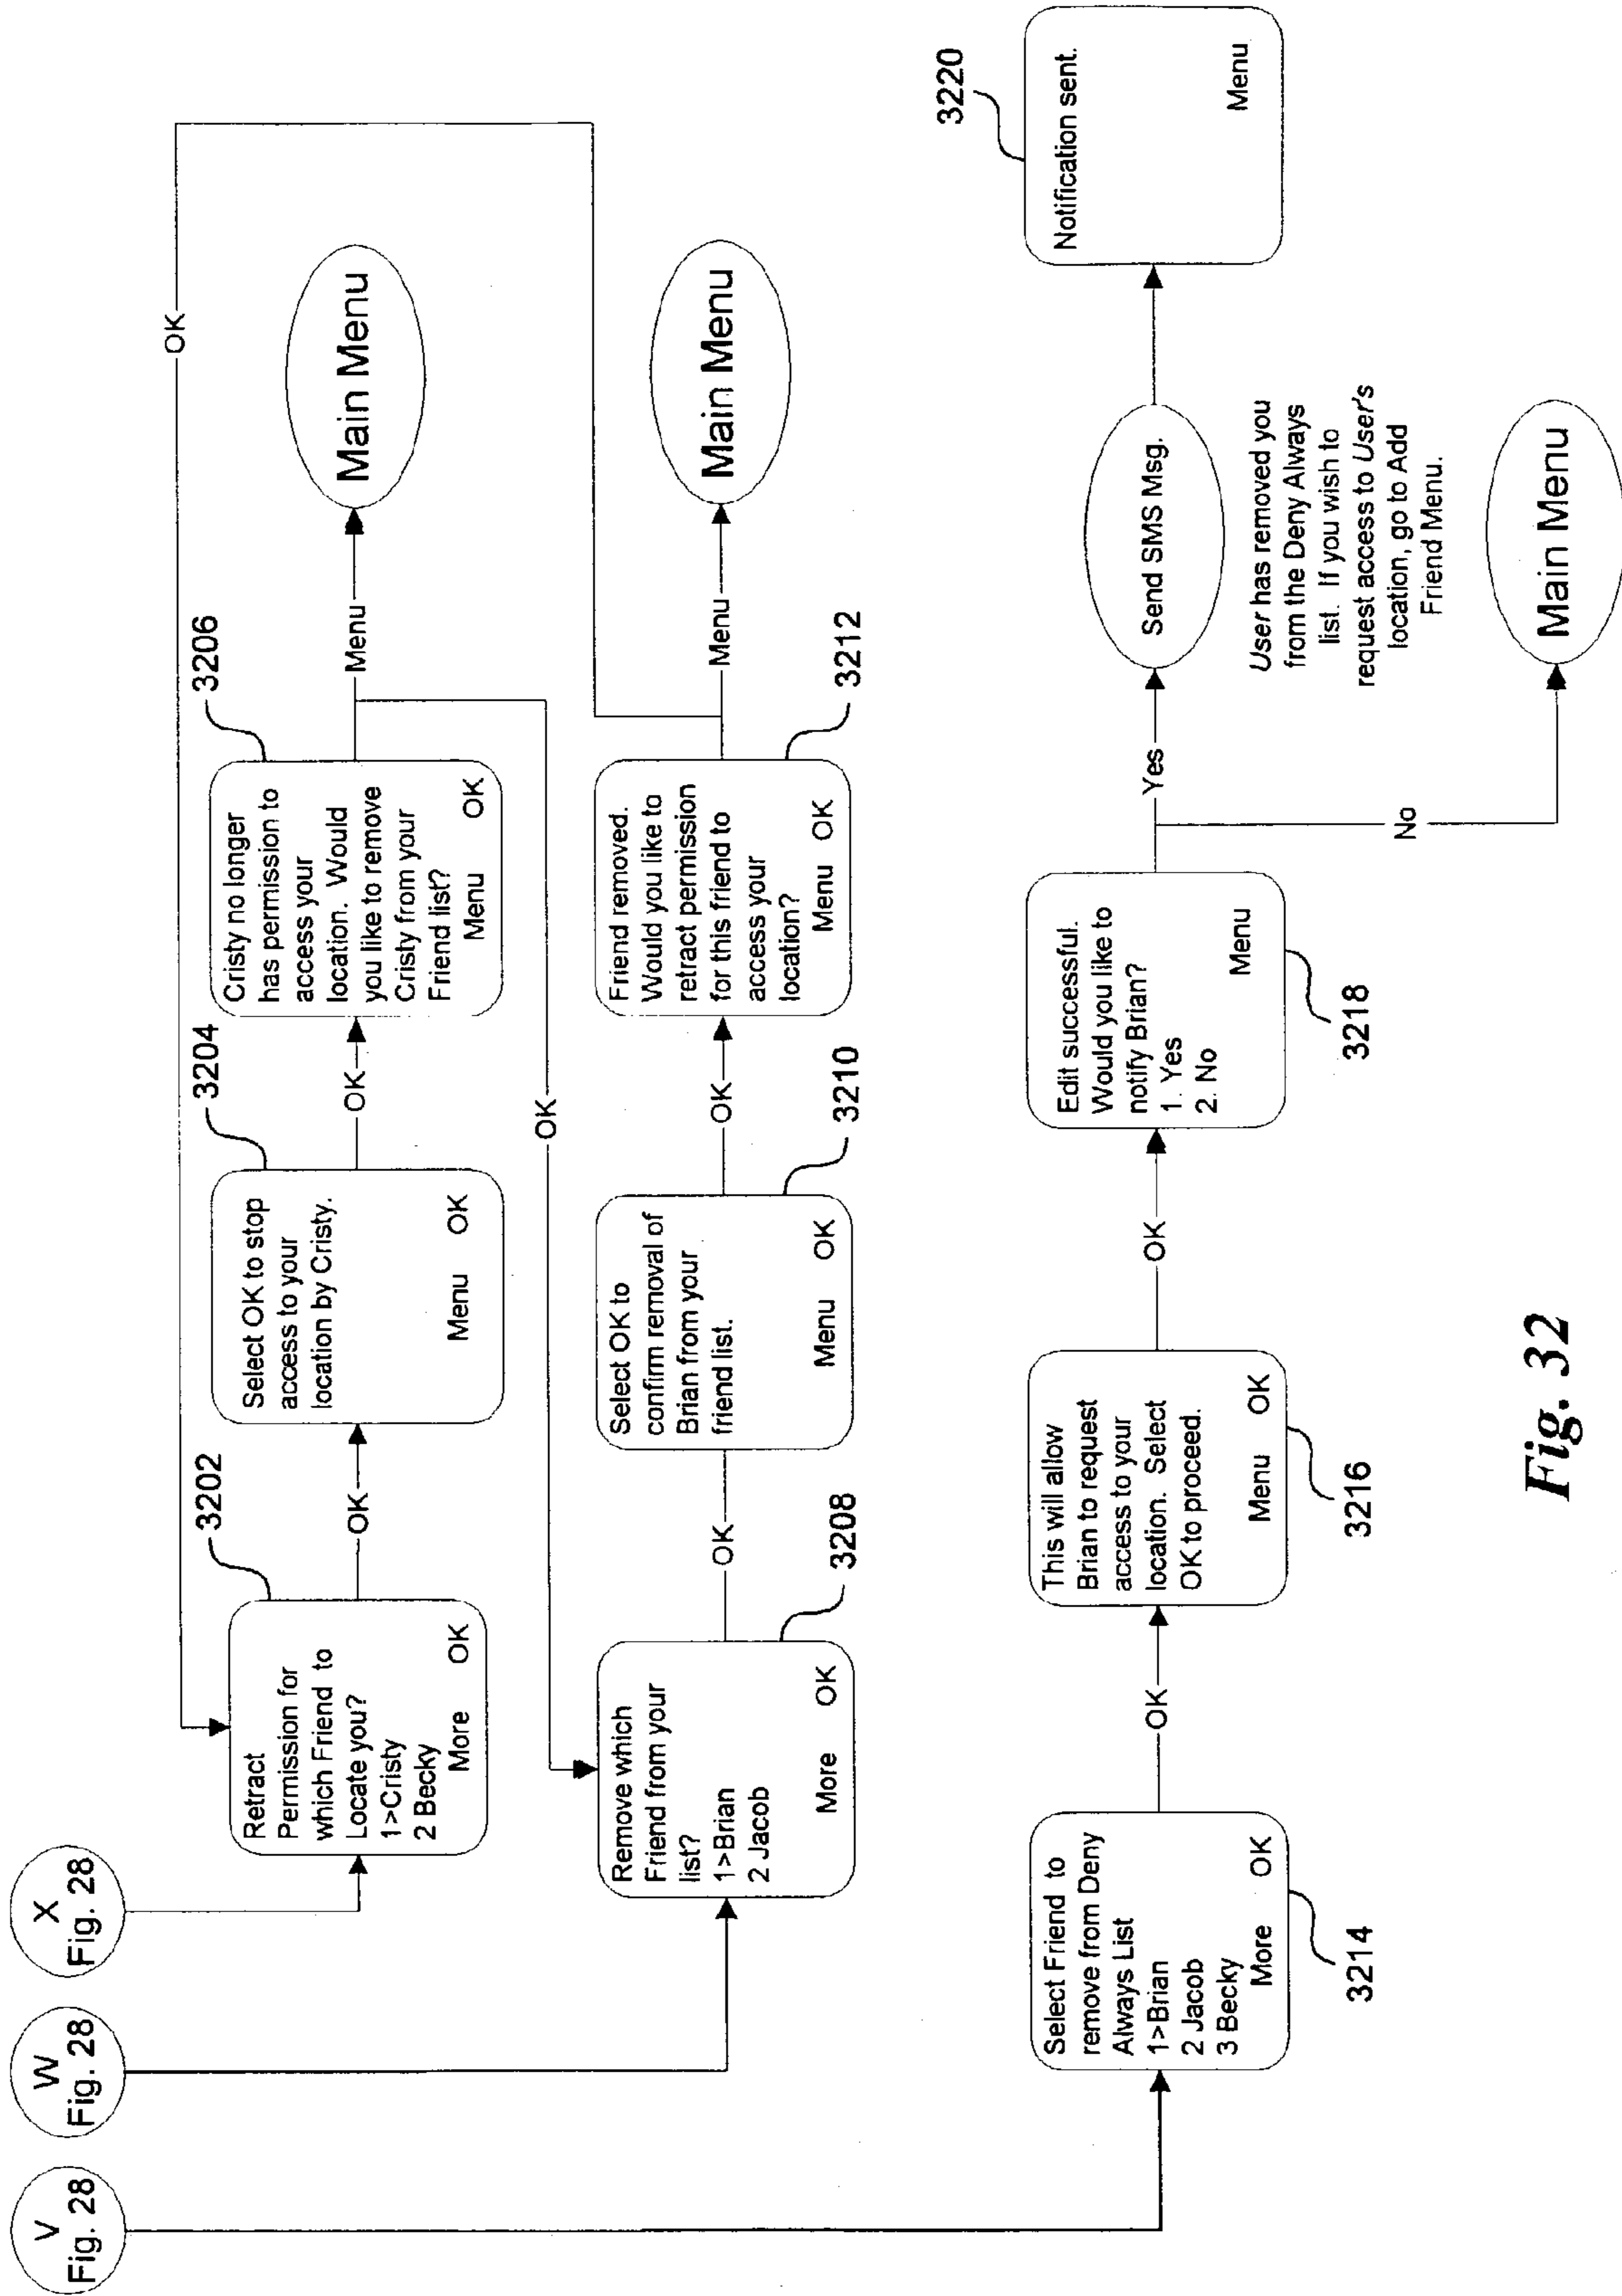 X
Fig. 28
W
Fig. 28
V
Fig. 28
OK
3202
Retract
Permission for
which Friend to
Locate you?
1>Cristy
2 Becky
More OK
OK
3204
Select OK to stop
access to your
location by Cristy.
Menu OK
OK
3206
Cristy no longer
has permission to
access your
location. Would
you like to remove
Cristy from your
Friend list?
Menu OK
Menu
Main Menu
OK
Remove which
Friend from your
list?
1>Brian
2 Jacob
More OK
3208
OK
Select OK to
confirm removal of
Brian from your
friend list.
Menu OK
3210
OK
Friend removed.
Would you like to
retract permission
for this friend to
access your
location?
Menu OK
3212
Menu
Main Menu
Select Friend to
remove from Deny
Always List
1>Brian
2 Jacob
3 Becky
More OK
3214
OK
This will allow
Brian to request
access to your
location. Select
OK to proceed.
Menu OK
3216
OK
Edit successful.
Would you like to
notify Brian?
1. Yes
2. No
Menu
3218
Yes
Send SMS Msg.
User has removed you
from the Deny Always
list. If you wish to
request access to User's
location, go to Add
Friend Menu.
3220
Notification sent.
Menu
No
Main Menu
Fig. 32